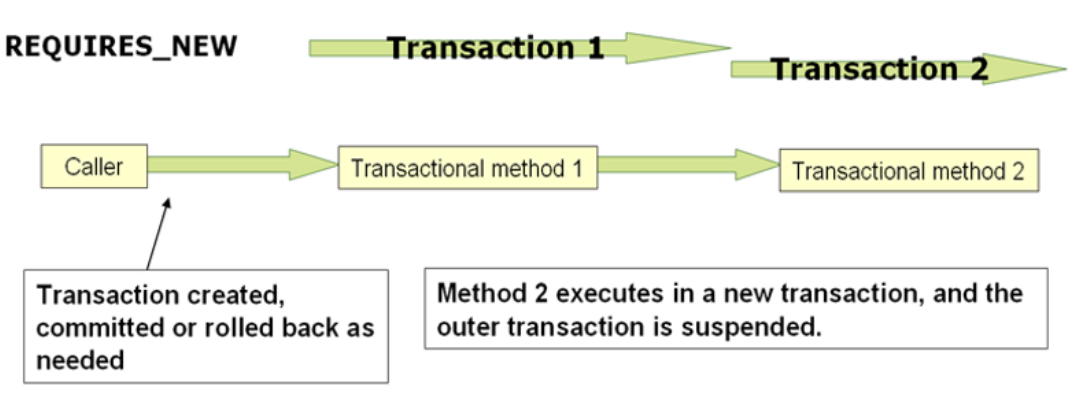 REQUIRES_NEW
Transaction 1
Transaction 2
Caller
Transactional method 1
Transactional method 2
Transaction created,
committed or rolled back as
needed
Method 2 executes in a new transaction, and the
outer transaction is suspended.